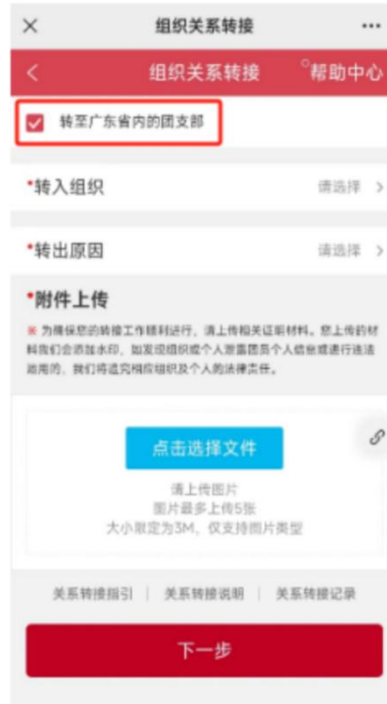 组织关系转接
组织关系转接 帮助中心
转至广东省内的团支部
*转入组织 请选择 >
*转出原因 请选择 >
*附件上传
※ 为确保您的转接工作顺利进行，请上传相关证明材料。您上传的材
料我们会添加水印，如发现组织或个人泄露团员个人信息或进行违法
滥用的，我们将追究相应组织及个人的法律责任。
点击选择文件
请上传图片
图片最多上传5张
大小限定为3M，仅支持图片类型
关系转接指引 | 关系转接说明 | 关系转接记录
下一步